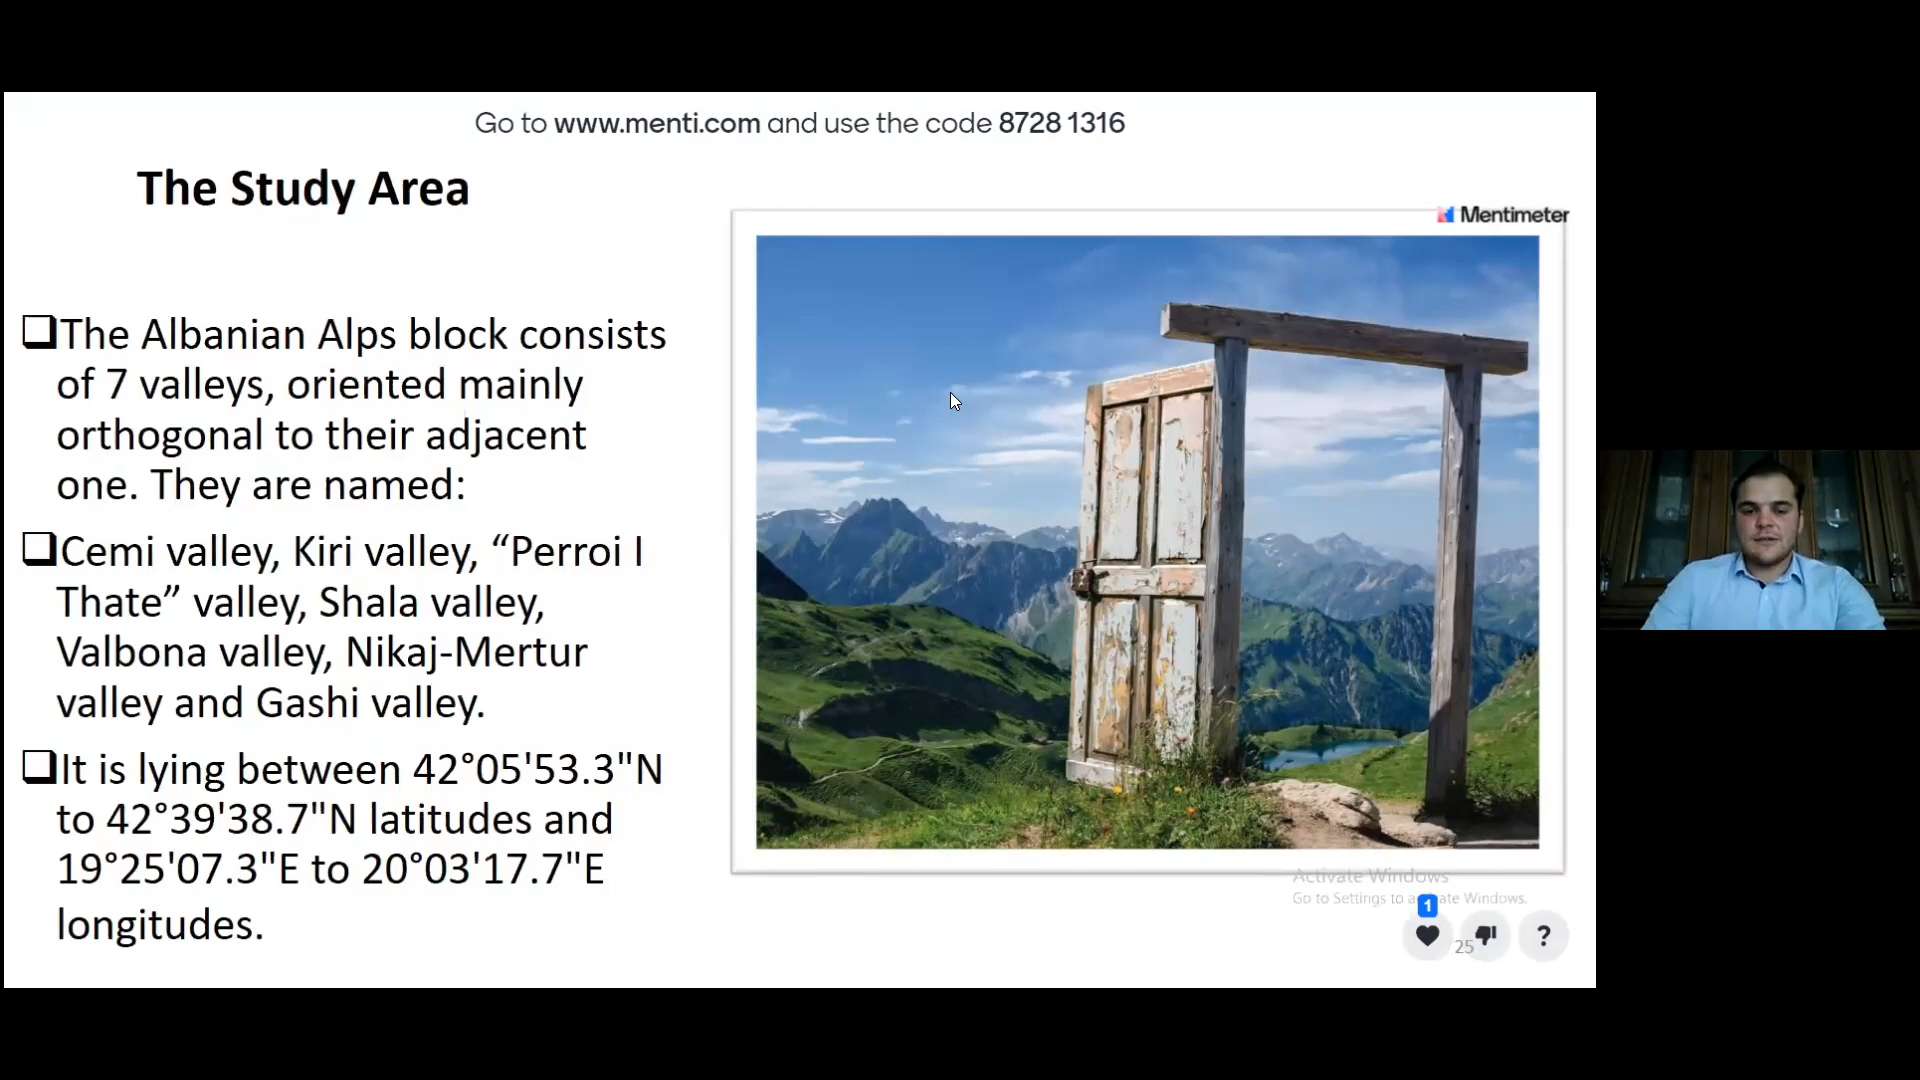 Go to www.menti.com and use the code 8728 1316
The Study Area
Mentimeter
❑The Albanian Alps block consists
of 7 valleys, oriented mainly
orthogonal to their adjacent
one. They are named:
❑Cemi valley, Kiri valley, “Perroi I
Thate” valley, Shala valley,
Valbona valley, Nikaj-Mertur
valley and Gashi valley.
❑It is lying between 42°05'53.3"N
to 42°39'38.7"N latitudes and
19°25'07.3"E to 20°03'17.7"E
longitudes.
Activate Windows
Go to Settings to a ate Windows.
1
25
?